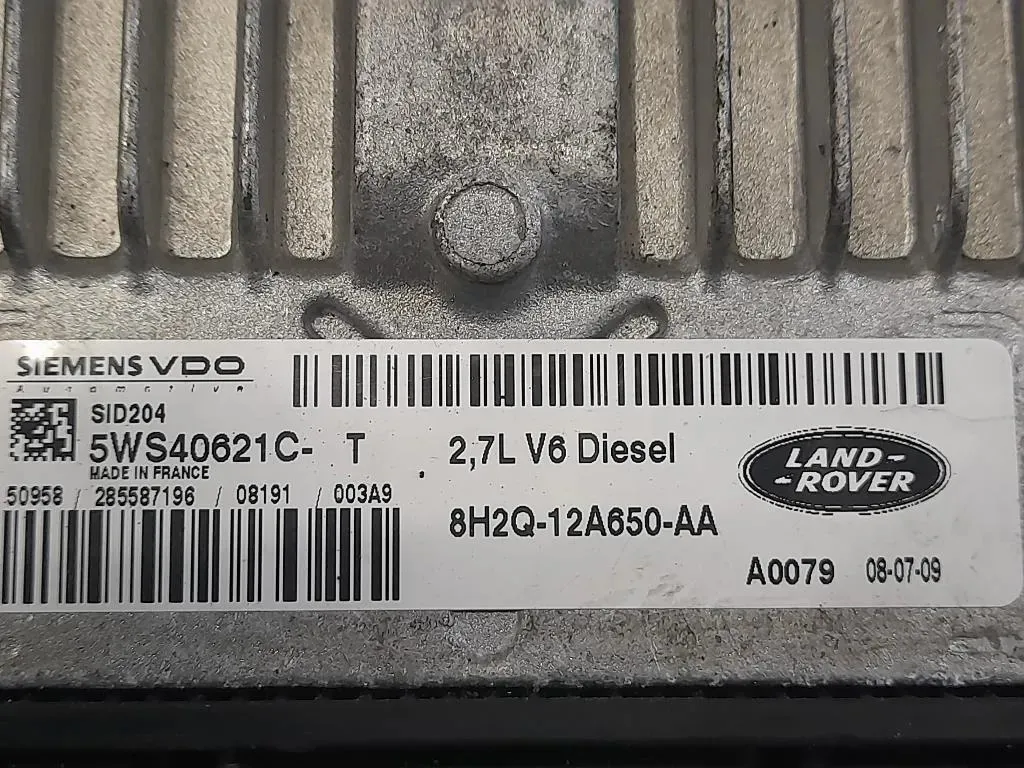 SIEMENS VDO
Automotive
SID204
5WS40621C- T
MADE IN FRANCE
50958 / 285587196 / 08191 / 003A9
2,7L V6 Diesel
8H2Q-12A650-AA
LAND-
-ROVER
A0079 08-07-09